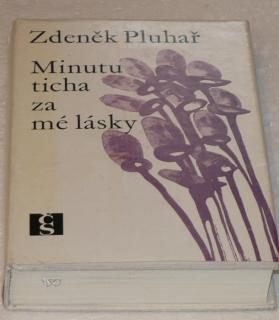 Zdeněk Pluhař
Minutu
ticha
za
mé lásky
čs